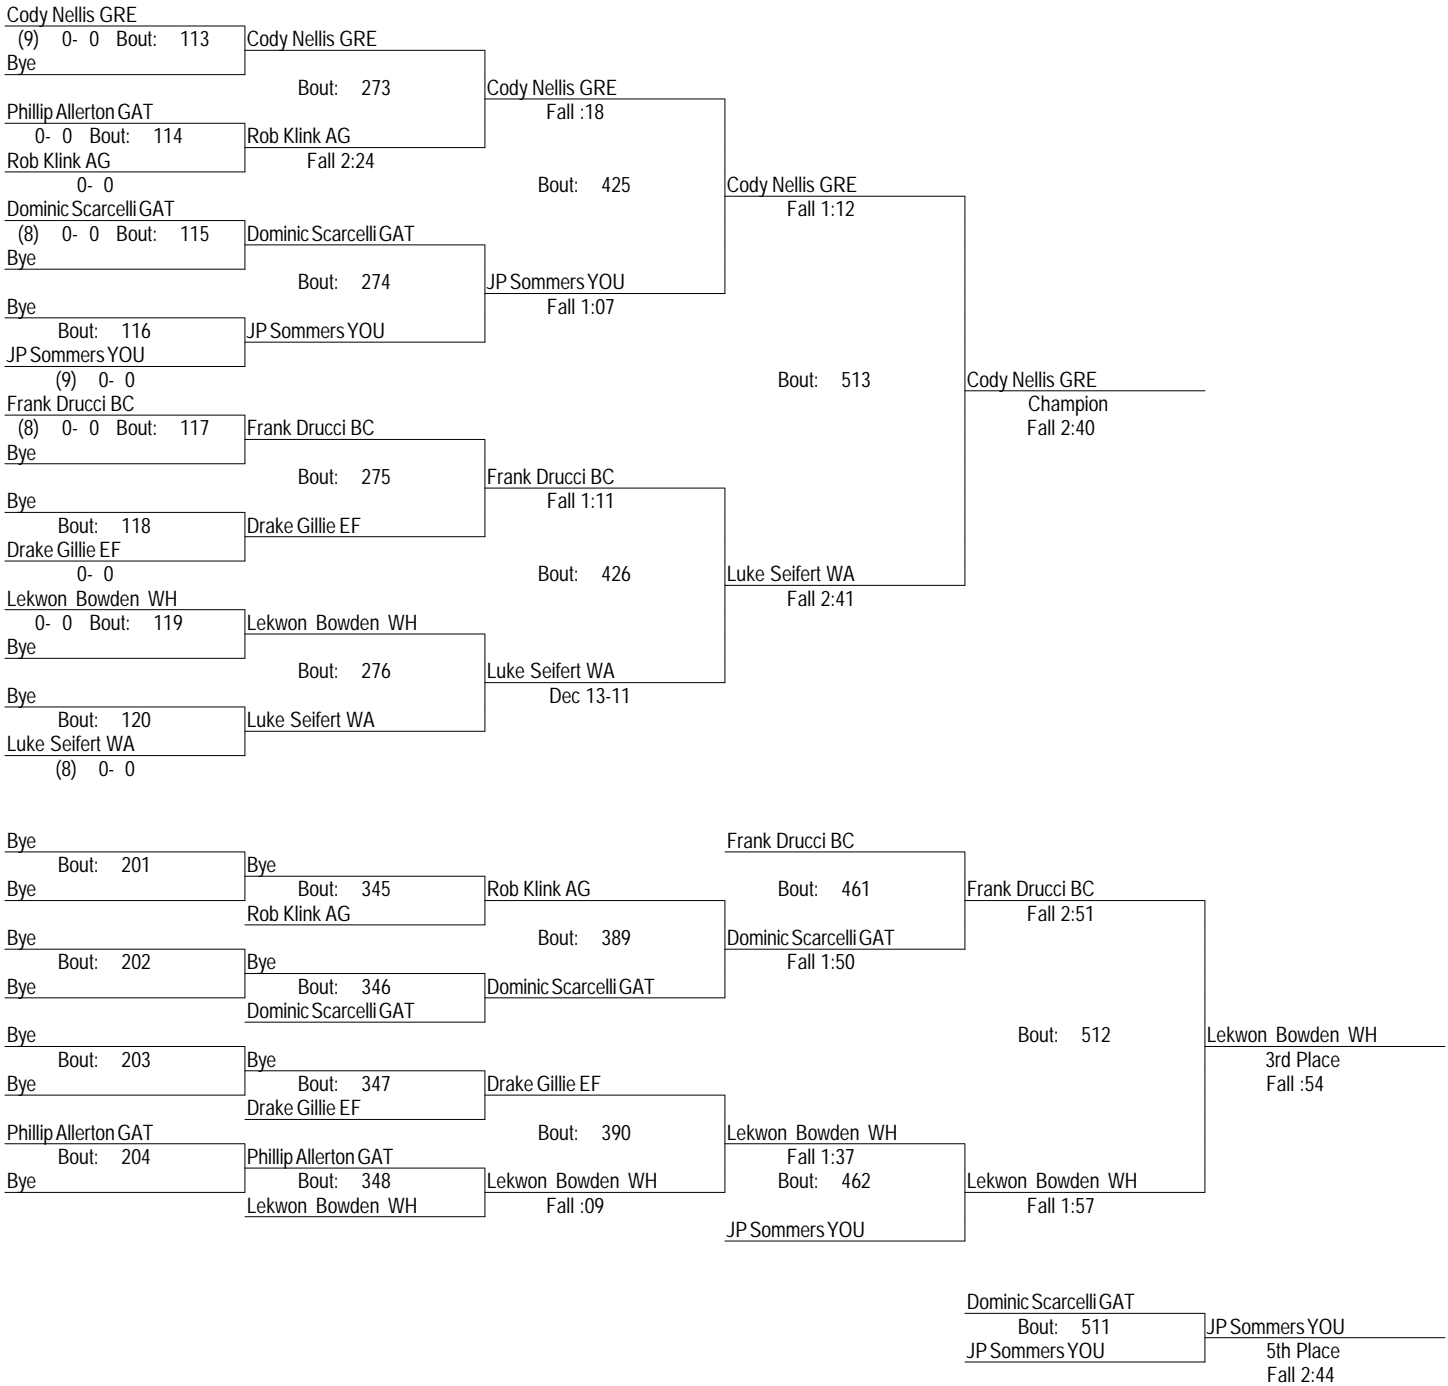 Cody Nellis GRE
(9) 0- 0 Bout: 113
Cody Nellis GRE
Bye
Bout: 273
Cody Nellis GRE
Phillip Allerton GAT
Fall :18
0- 0 Bout: 114
Rob Klink AG
Rob Klink AG
Fall 2:24
0- 0
Bout: 425
Cody Nellis GRE
Dominic Scarcelli GAT
Fall 1:12
(8) 0- 0 Bout: 115
Dominic Scarcelli GAT
Bye
Bout: 274
JP Sommers YOU
Bye
Fall 1:07
Bout: 116
JP Sommers YOU
JP Sommers YOU
(9) 0- 0
Bout: 513
Cody Nellis GRE
Frank Drucci BC
Champion
(8) 0- 0 Bout: 117
Frank Drucci BC
Fall 2:40
Bye
Bout: 275
Frank Drucci BC
Bye
Fall 1:11
Bout: 118
Drake Gillie EF
Drake Gillie EF
0- 0
Bout: 426
Luke Seifert WA
Lekwon Bowden WH
Fall 2:41
0- 0 Bout: 119
Lekwon Bowden WH
Bye
Bout: 276
Luke Seifert WA
Bye
Dec 13-11
Bout: 120
Luke Seifert WA
Luke Seifert WA
(8) 0- 0
Bye
Frank Drucci BC
Bout: 201
Bye
Bye
Bout: 345
Rob Klink AG
Bout: 461
Frank Drucci BC
Rob Klink AG
Fall 2:51
Bye
Bout: 389
Dominic Scarcelli GAT
Bout: 202
Bye
Fall 1:50
Bye
Bout: 346
Dominic Scarcelli GAT
Dominic Scarcelli GAT
Bye
Bout: 512
Lekwon Bowden WH
Bout: 203
Bye
3rd Place
Bye
Bout: 347
Drake Gillie EF
Fall :54
Drake Gillie EF
Phillip Allerton GAT
Bout: 390
Lekwon Bowden WH
Bout: 204
Phillip Allerton GAT
Fall 1:37
Bye
Bout: 348
Lekwon Bowden WH
Bout: 462
Lekwon Bowden WH
Lekwon Bowden WH
Fall :09
Fall 1:57
JP Sommers YOU
Dominic Scarcelli GAT
Bout: 511
JP Sommers YOU
JP Sommers YOU
5th Place
Fall 2:44